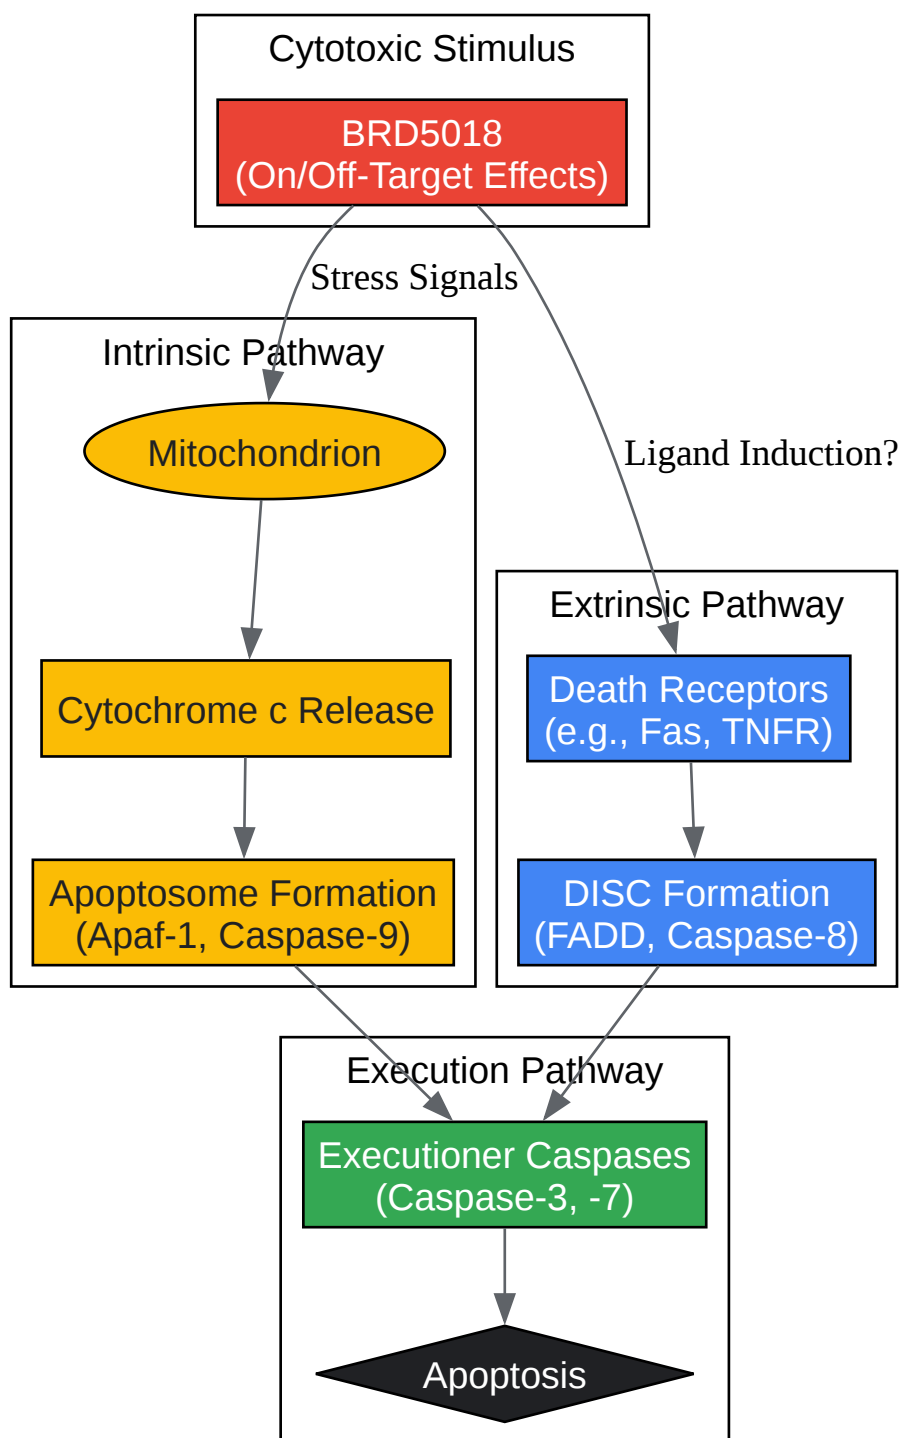 Cytotoxic Stimulus
BRD5018
(On/Off-Target Effects)
Stress Signals
Intrinsic Pathway
Mitochondrion
Ligand Induction?
Extrinsic Pathway
Cytochrome c Release
Death Receptors
(e.g., Fas, TNFR)
Apoptosome Formation
(Apaf-1, Caspase-9)
DISC Formation
(FADD, Caspase-8)
Execution Pathway
Executioner Caspases
(Caspase-3, -7)
Apoptosis